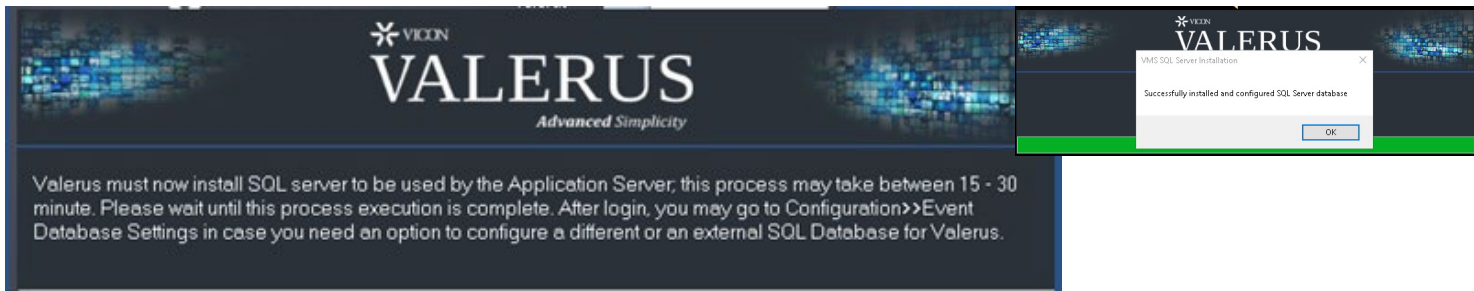 VICON
VALERUS
Advanced Simplicity
Valerus must now install SQL server to be used by the Application Server; this process may take between 15 - 30
minute. Please wait until this process execution is complete. After login, you may go to Configuration>>Event
Database Settings in case you need an option to configure a different or an external SQL Database for Valerus.
VICON
VALERUS
VMS SQL Server Installation
Successfully installed and configured SQL Server database
OK